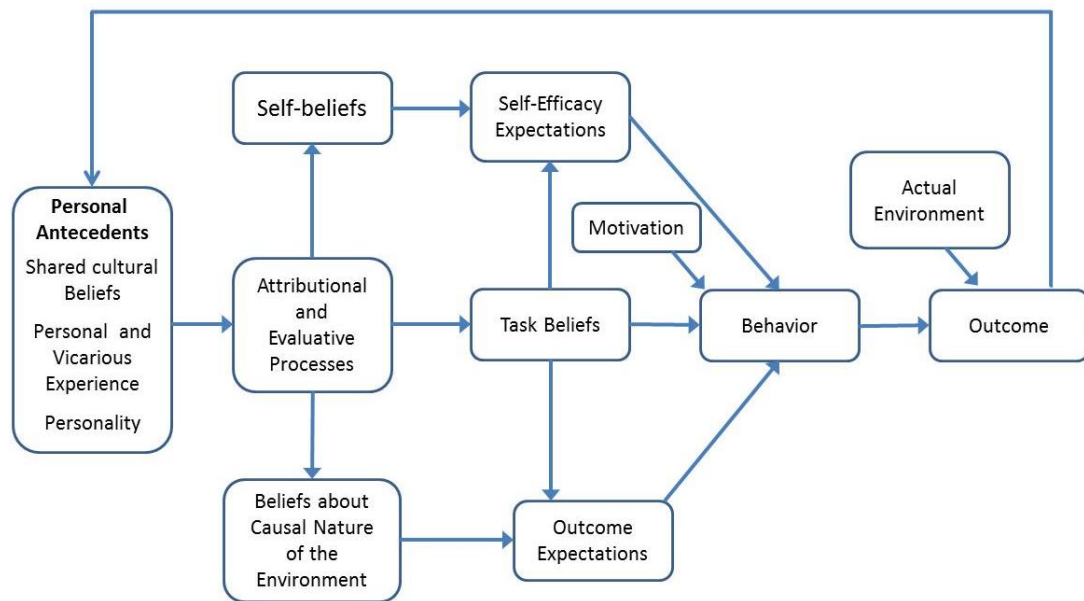 Personal
Antecedents
Shared cultural
Beliefs
Personal and
Vicarious
Experience
Personality
Self-beliefs
Attributional
and
Evaluative
Processes
Beliefs about
Causal Nature
of the
Environment
Self-Efficacy
Expectations
Task Beliefs
Outcome
Expectations
Motivation
Behavior
Actual
Environment
Outcome